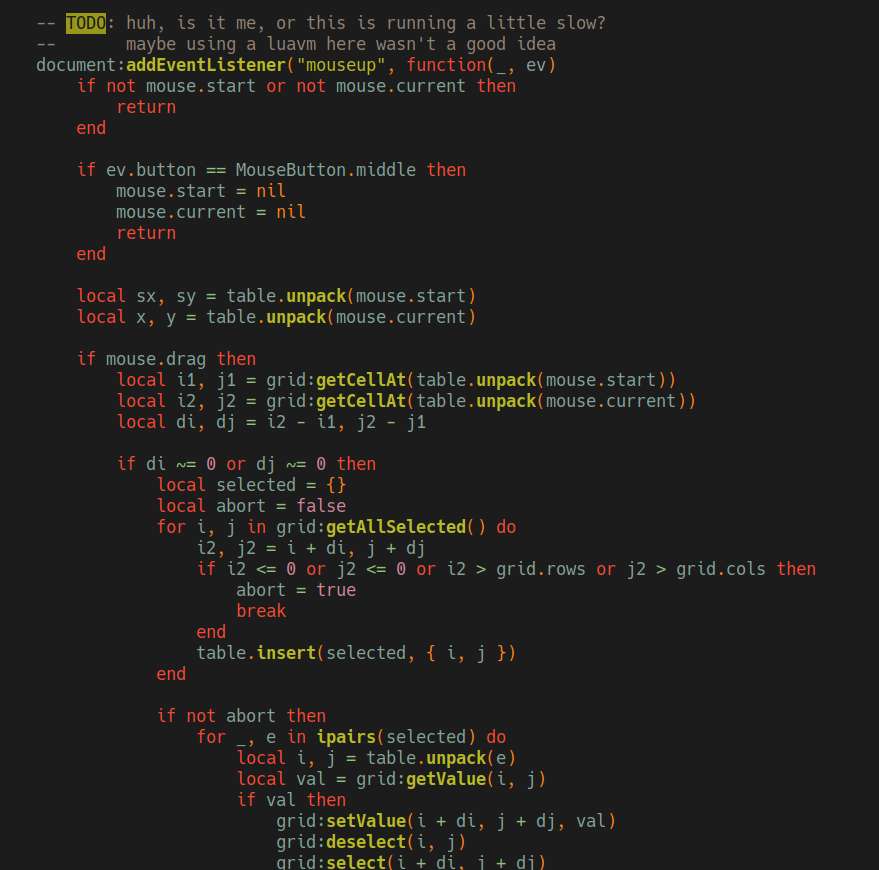 -- TODO: huh, is it me, or this is running a little slow?
--       maybe using a luavm here wasn't a good idea
document:addEventListener("mouseup", function(_, ev)
    if not mouse.start or not mouse.current then
        return
    end

    if ev.button == MouseButton.middle then
        mouse.start = nil
        mouse.current = nil
        return
    end

    local sx, sy = table.unpack(mouse.start)
    local x, y = table.unpack(mouse.current)

    if mouse.drag then
        local i1, j1 = grid:getCellAt(table.unpack(mouse.start))
        local i2, j2 = grid:getCellAt(table.unpack(mouse.current))
        local di, dj = i2 - i1, j2 - j1

        if di ~= 0 or dj ~= 0 then
            local selected = {}
            local abort = false
            for i, j in grid:getAllSelected() do
                i2, j2 = i + di, j + dj
                if i2 <= 0 or j2 <= 0 or i2 > grid.rows or j2 > grid.cols then
                    abort = true
                    break
                end
                table.insert(selected, { i, j })
            end

            if not abort then
                for _, e in ipairs(selected) do
                    local i, j = table.unpack(e)
                    local val = grid:getValue(i, j)
                    if val then
                        grid:setValue(i + di, j + dj, val)
                        grid:deselect(i, j)
                        grid:select(i + di, j + dj)